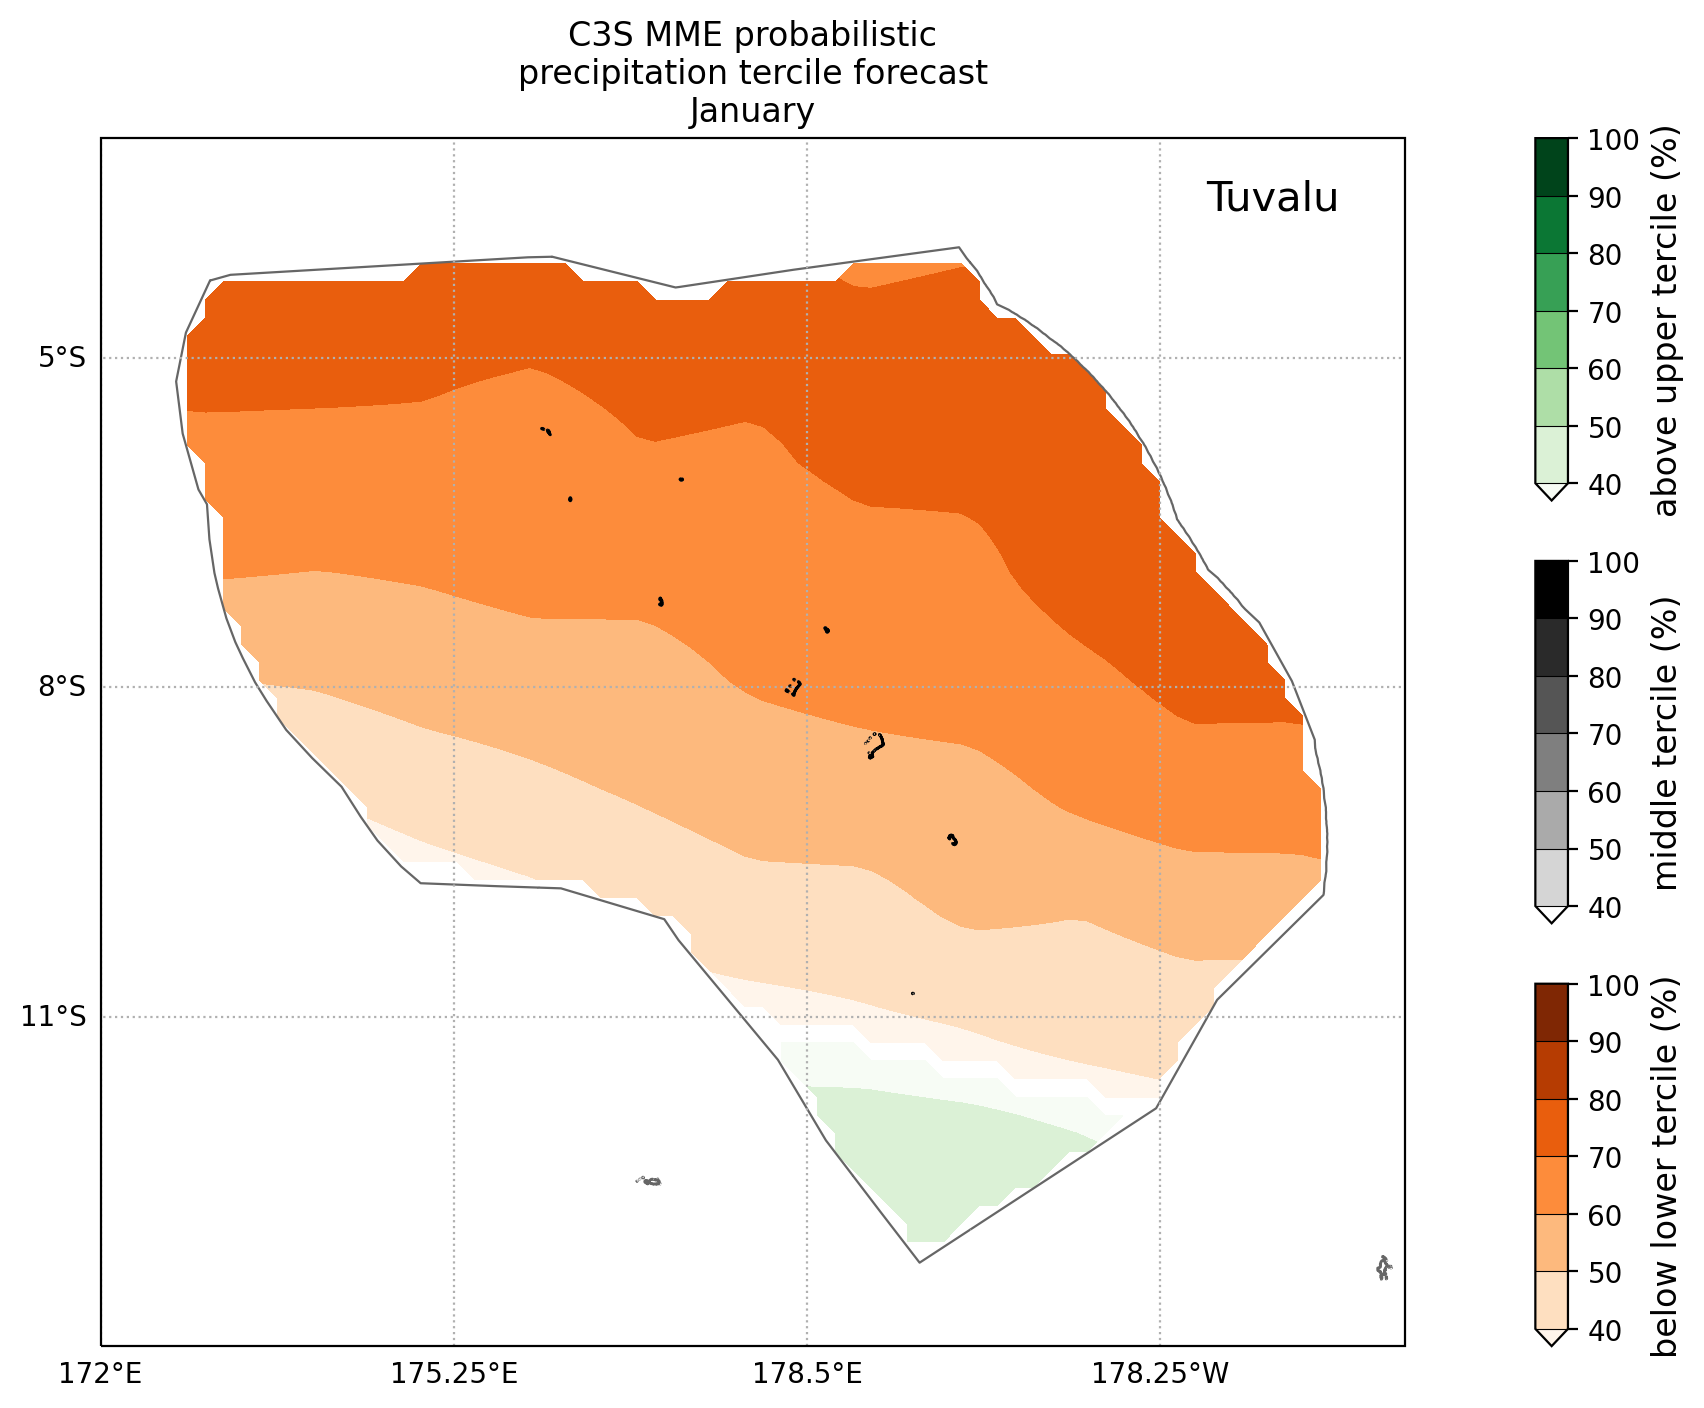 C3S MME probabilistic
precipitation tercile forecast
January
Tuvalu
5°S
8°S
11°S
172°E
175.25°E
178.5°E
178.25°W
100
90
80
70
60
50
40
above upper tercile (%)
100
90
80
70
60
50
40
middle tercile (%)
100
90
80
70
60
50
40
below lower tercile (%)